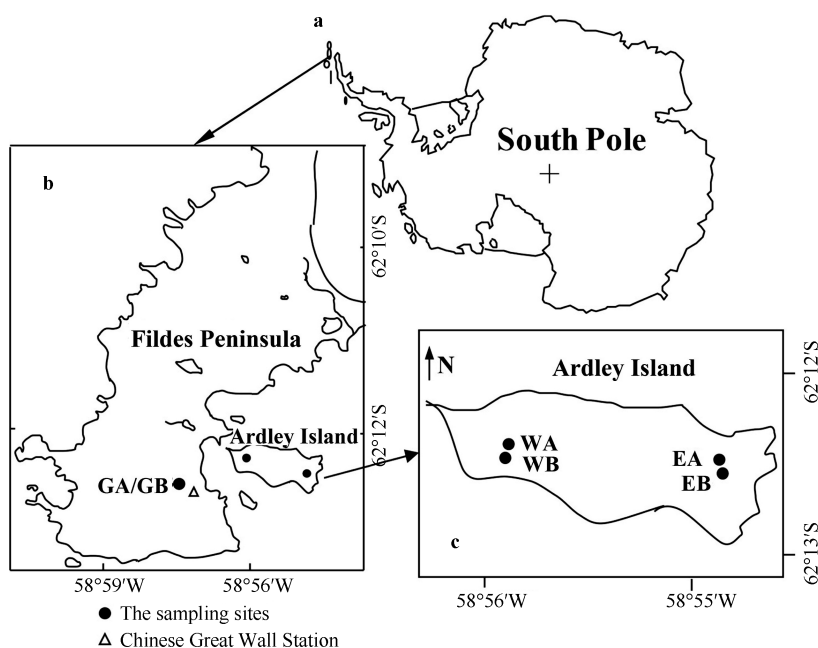 a
South Pole
b
62°10′S
Fildes Peninsula
62°12′S
Ardley Island
GA/GB
58°59′W
58°56′W
N
Ardley Island
62°12′S
WA
WB
EA
EB
c
62°13′S
58°56′W
58°55′W
The sampling sites
Chinese Great Wall Station